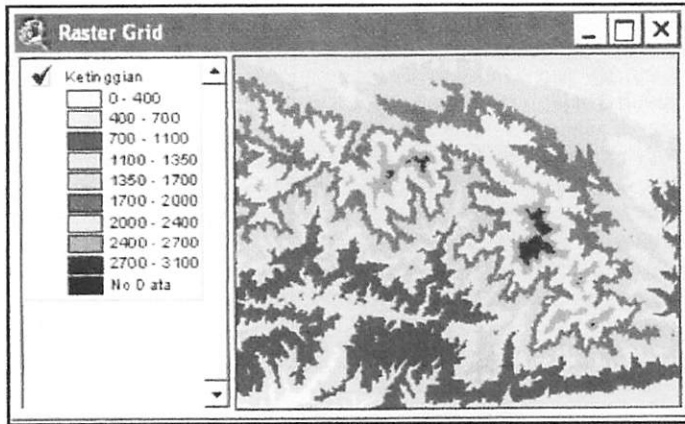 Raster Grid
Ketinggian
0 - 400
400 - 700
700 - 1100
1100 - 1350
1350 - 1700
1700 - 2000
2000 - 2400
2400 - 2700
2700 - 3100
No Data